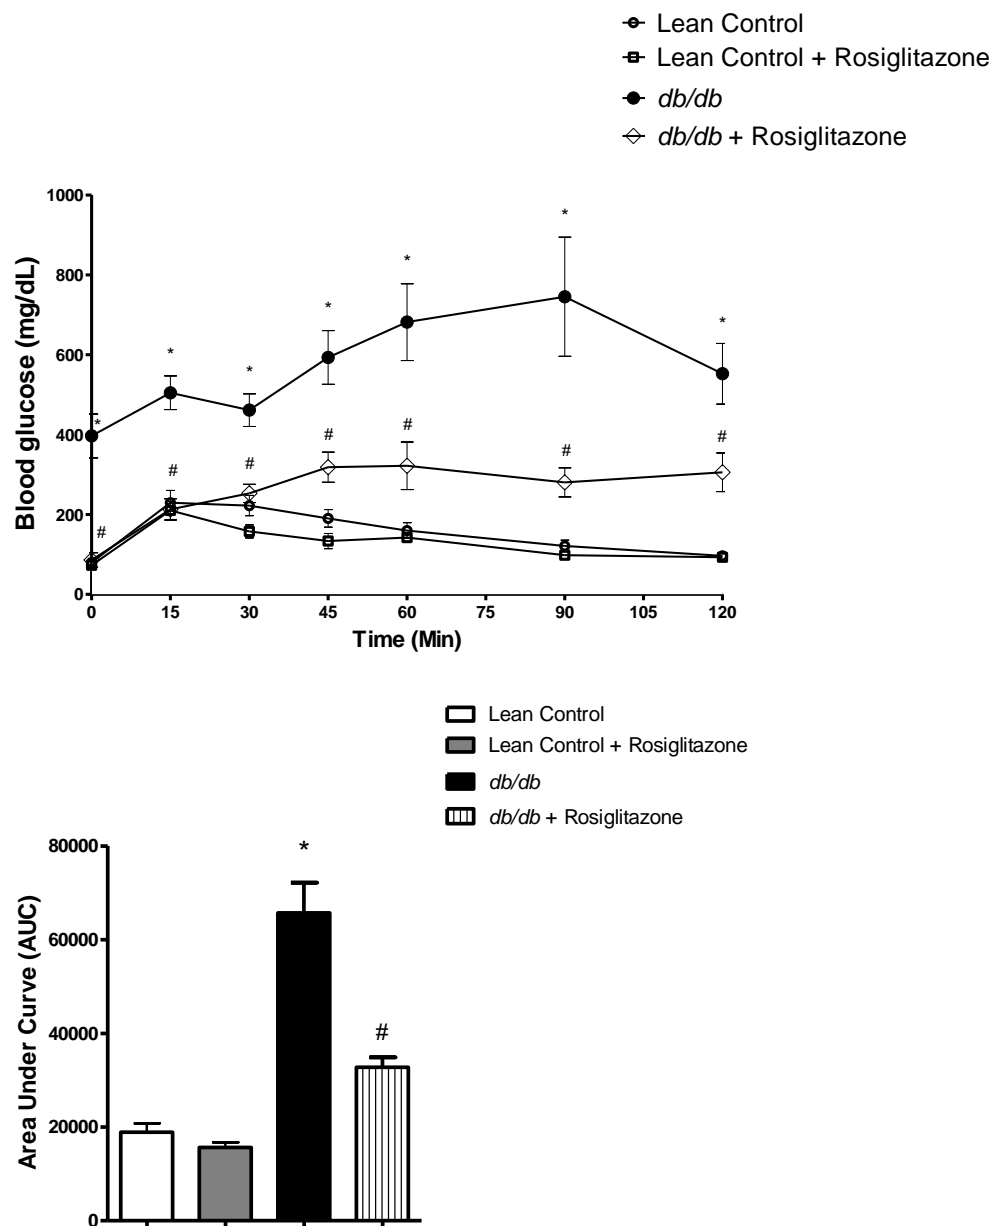 Lean Control
Lean Control + Rosiglitazone
db/db
db/db + Rosiglitazone
1000
800
600
400
200
0
Blood glucose (mg/dL)
* * * * * * * *
# # # # # # #
0 15 30 45 60 75 90 105 120
Time (Min)
Lean Control
Lean Control + Rosiglitazone
db/db
db/db + Rosiglitazone
80000
60000
40000
20000
0
Area Under Curve (AUC)
*
#